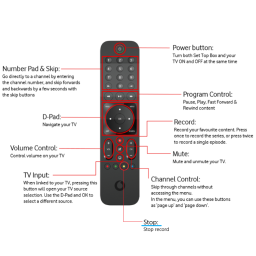 Power button:
Turn both Set Top Box and your
TV ON and OFF at the same time
Number Pad & Skip:
Go directly to a channel by entering
the channel number, and skip forwards
and backwards by a few seconds with
the skip buttons
Program Control:
Pause, Play, Fast Forward &
Rewind content
D-Pad:
Navigate your TV
Record:
Record your favourite content. Press
once to record the series, or press twice
to record a single episode.
Volume Control:
Control volume on your TV
Mute:
Mute and unmute your TV.
TV Input:
When linked to your TV, pressing this
button will open your TV source
selection. Use the D-Pad and OK to
select a different source.
Channel Control:
Skip through channels without
accessing the menu.
In the menu, you can use these buttons
as 'page up' and 'page down'.
Stop:
Stop record